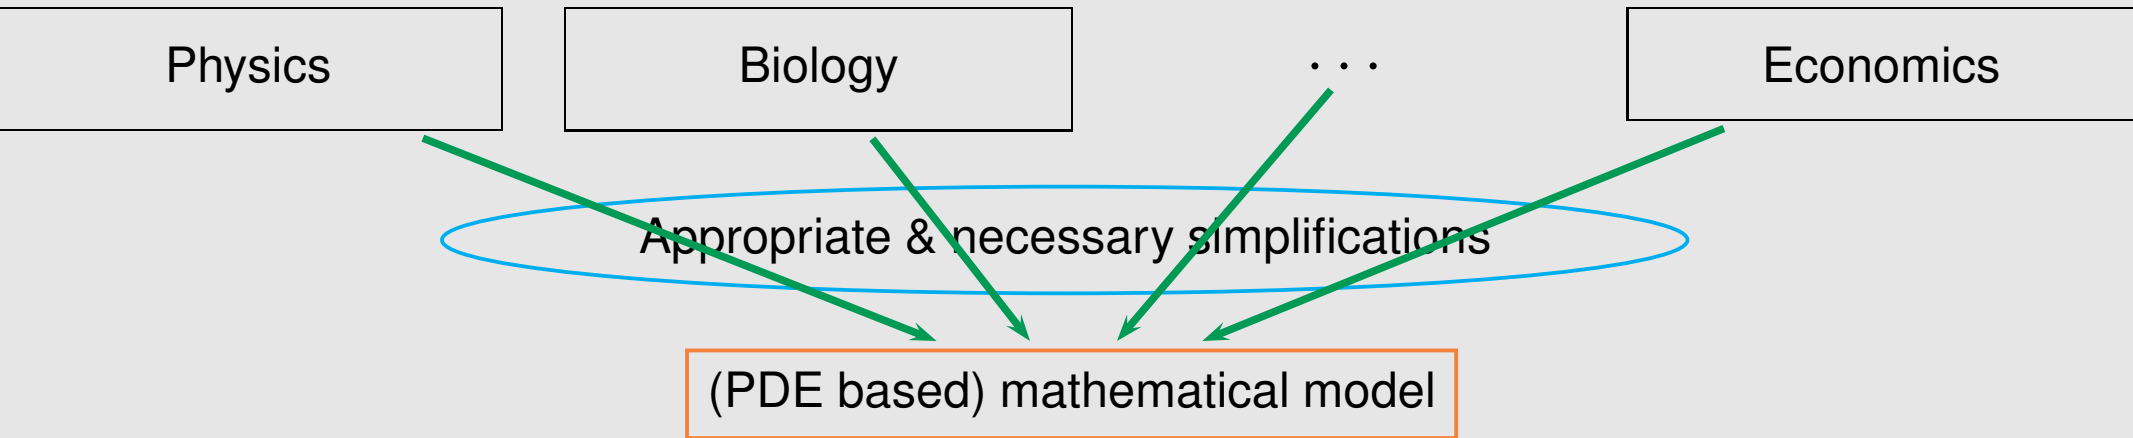 Physics
Biology
. . .
Economics
Appropriate & necessary simplifications
(PDE based) mathematical model